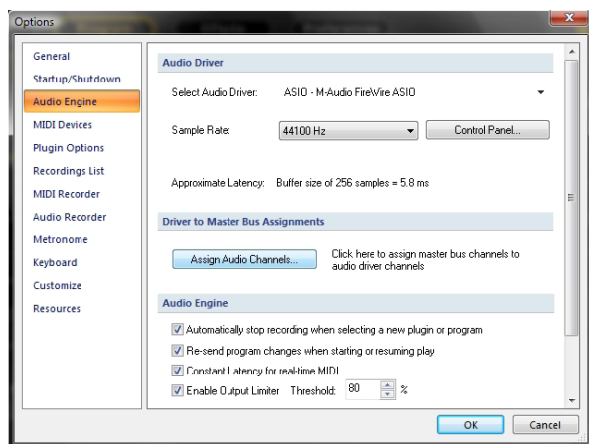 Options
General
Startup/Shutdown
Audio Engine
MIDI Devices
Plugin Options
Recordings List
MIDI Recorder
Audio Recorder
Metronome
Keyboard
Customize
Resources
Audio Driver
Select Audio Driver: ASIO - M-Audio FireWire ASIO
Sample Rate: 44100 Hz Control Panel...
Approximate Latency: Buffer size of 256 samples = 5.8 ms
Driver to Master Bus Assignments
Assign Audio Channels... Click here to assign master bus channels to
audio driver channels
Audio Engine
Automatically stop recording when selecting a new plugin or program
Re-send program changes when starting or resuming play
Constant Latency for real-time MIDI
Enable Output Limiter Threshold: 80 %
OK Cancel